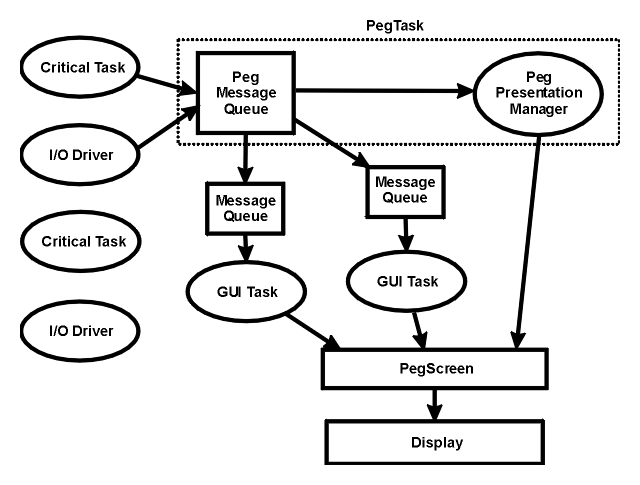 PegTask
Critical Task
Peg
Message
Queue
Peg
Presentation
Manager
I/O Driver
Message
Queue
Message
Queue
Critical Task
GUI Task
GUI Task
I/O Driver
PegScreen
Display